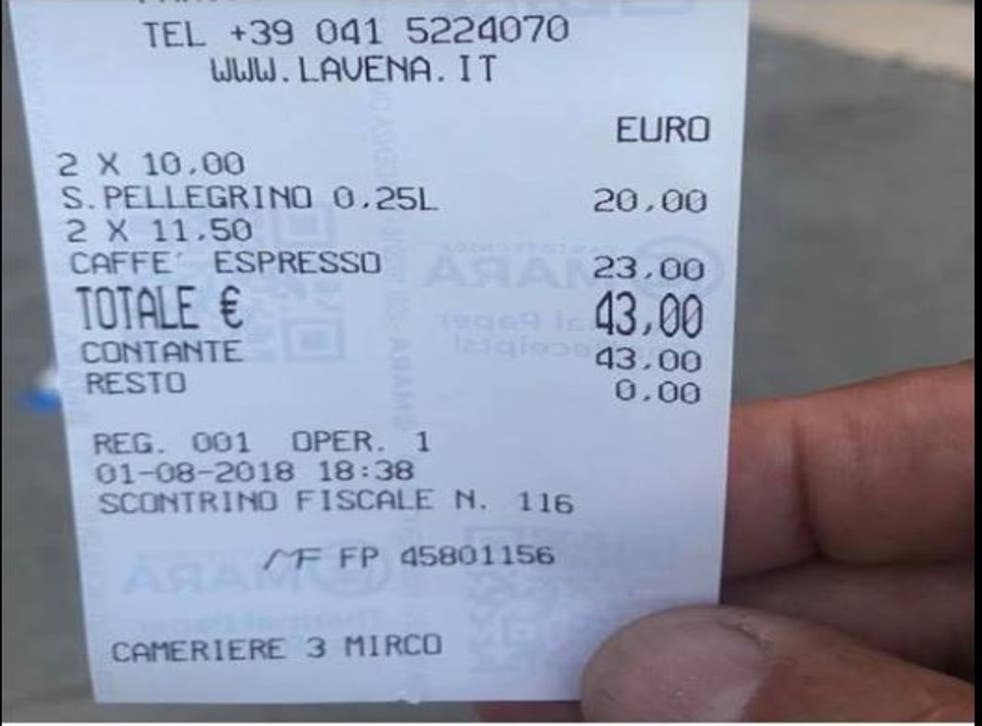 TEL +39 041 5224070
WWW.LAVENA.IT
EURO
2 X 10,00
S.PELLEGRINO 0,25L 20,00
2 X 11,50
CAFFE' ESPRESSO 23,00
TOTALE € 43,00
CONTANTE 43,00
RESTO 0,00
REG. 001 OPER. 1
01-08-2018 18:38
SCONTRINO FISCALE N. 116
MF FP 45801156
CAMERIERE 3 MIRCO